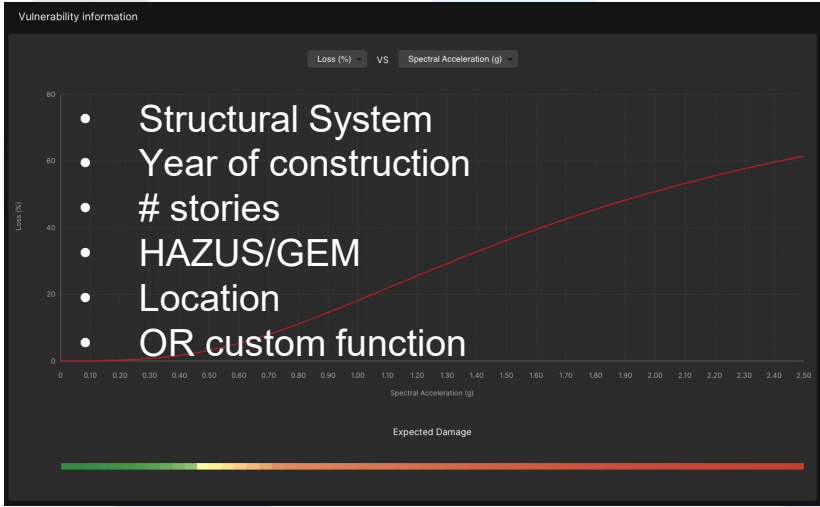 Vulnerability information
Loss (%) VS Spectral Acceleration (g)
80
60
40
20
0
Loss (%)
• Structural System
• Year of construction
• # stories
• HAZUS/GEM
• Location
• OR custom function
0 0.10 0.20 0.30 0.40 0.50 0.60 0.70 0.80 0.90 1.00 1.10 1.20 1.30 1.40 1.50 1.60 1.70 1.80 1.90 2.00 2.10 2.20 2.30 2.40 2.50
Spectral Acceleration (g)
Expected Damage